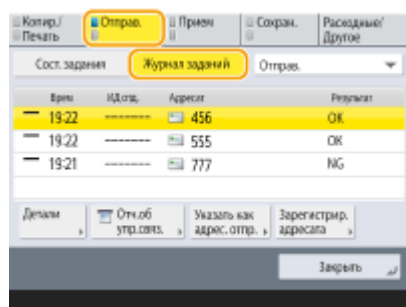 Копир./ Печать
Отправ.
Прием
Сохран.
Расходные/ Другое
Сост. задания
Журнал заданий
Отправ.
Время ИД отд. Адресат Результат
19:22 -------- 456 OK
19:22 -------- 555 OK
19:21 -------- 777 NG
Детали
Отч.об упр.связ.
Указать как адрес. отпр.
Зарегистрир. адресата
Закрыть